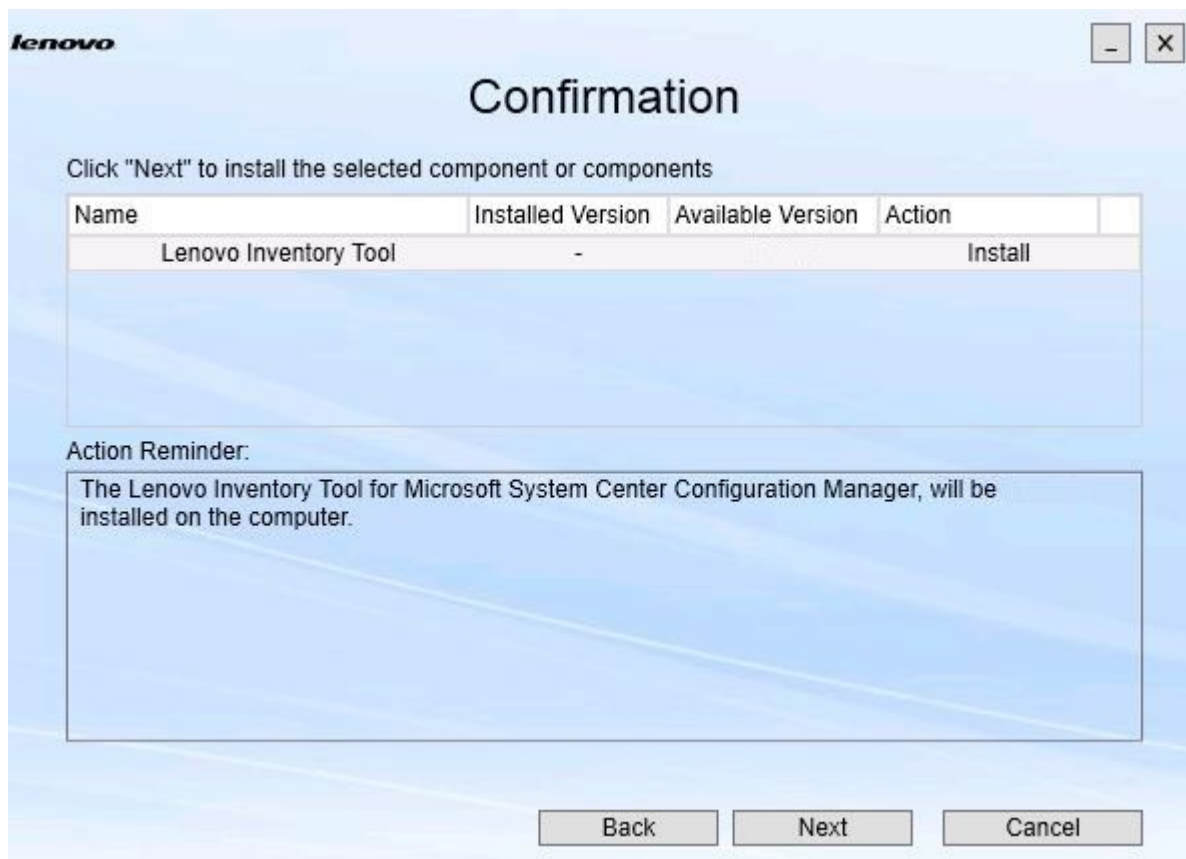 lenovo
_ X
Confirmation
Click "Next" to install the selected component or components
Name Installed Version Available Version Action
Lenovo Inventory Tool - Install
Action Reminder:
The Lenovo Inventory Tool for Microsoft System Center Configuration Manager, will be
installed on the computer.
Back Next Cancel